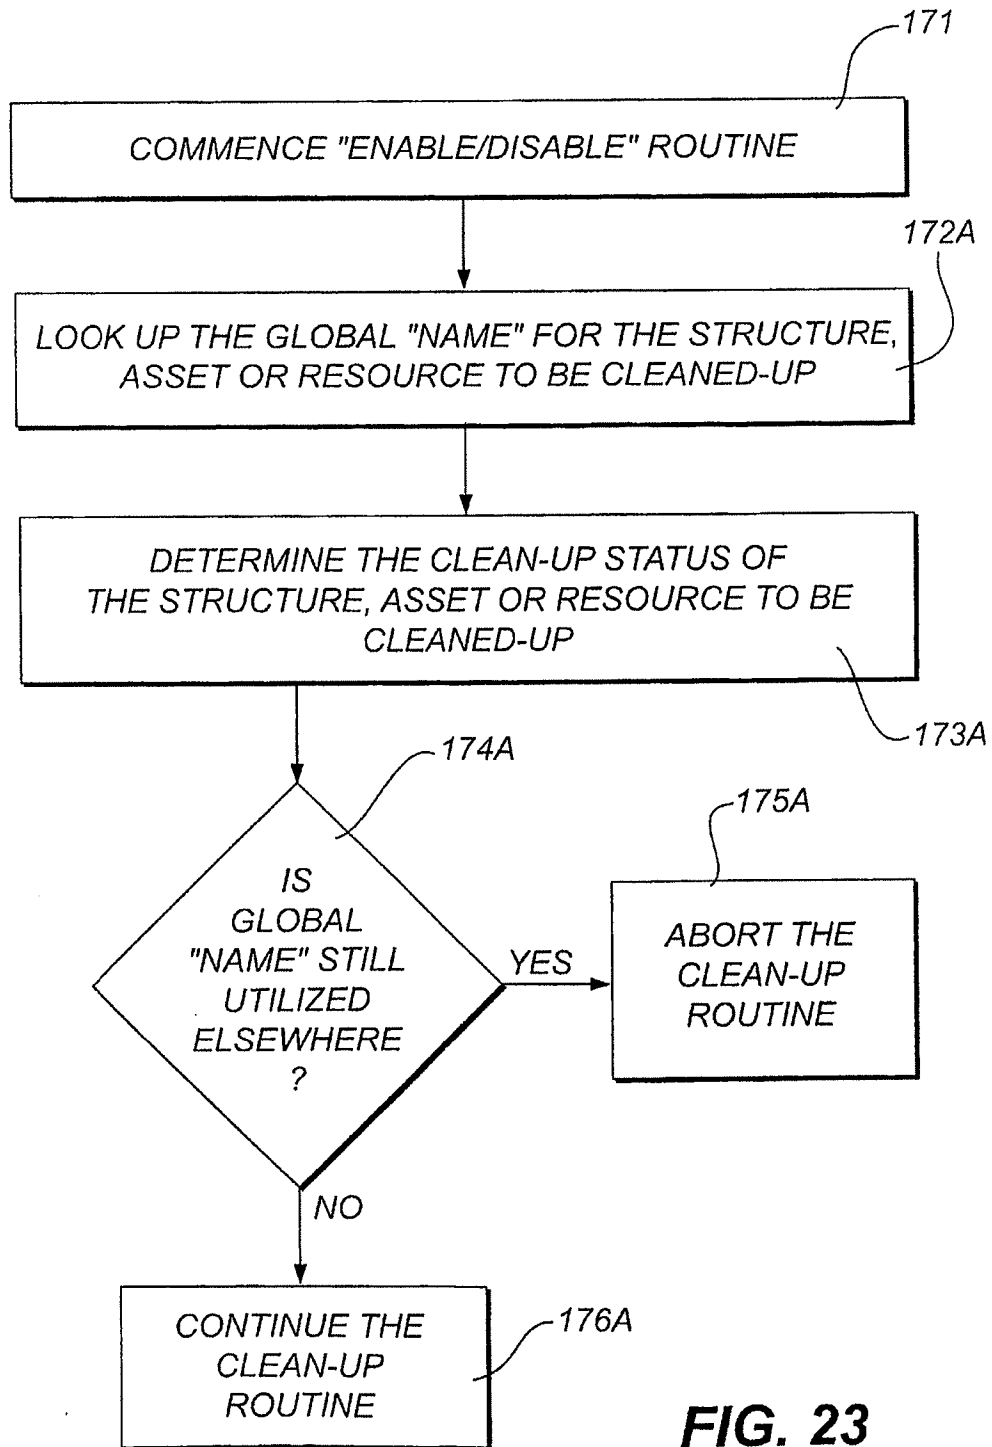 171
COMMENCE "ENABLE/DISABLE" ROUTINE
172A
LOOK UP THE GLOBAL "NAME" FOR THE STRUCTURE,
ASSET OR RESOURCE TO BE CLEANED-UP
DETERMINE THE CLEAN-UP STATUS OF
THE STRUCTURE, ASSET OR RESOURCE TO BE
CLEANED-UP
173A
174A
IS
GLOBAL
"NAME" STILL
UTILIZED
ELSEWHERE
?
YES
175A
ABORT THE
CLEAN-UP
ROUTINE
NO
CONTINUE THE
CLEAN-UP
ROUTINE
176A
FIG. 23